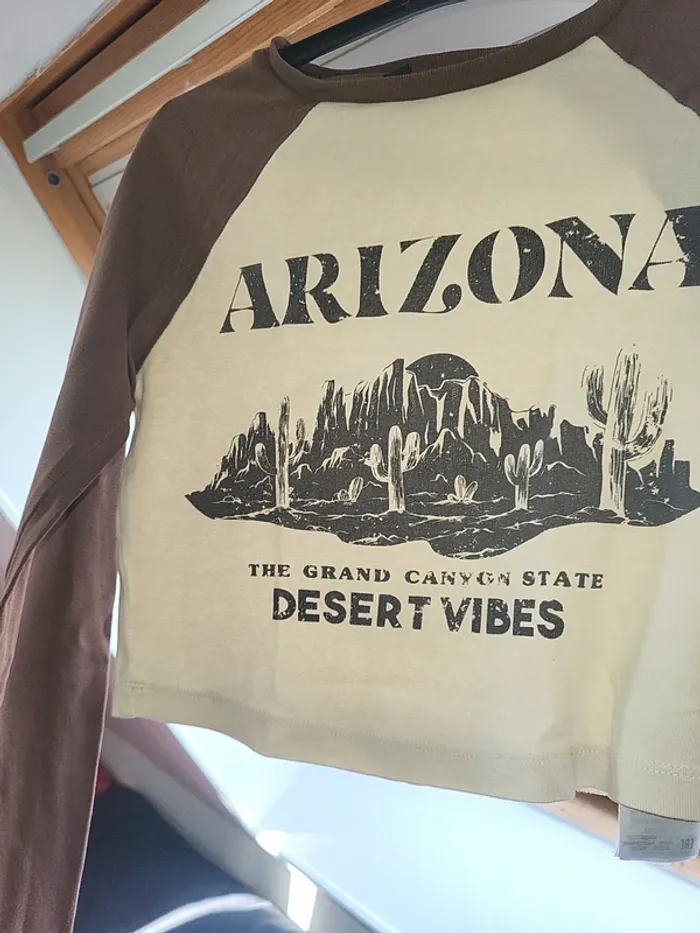 ARIZONA
THE GRAND CANYON STATE
DESERT VIBES